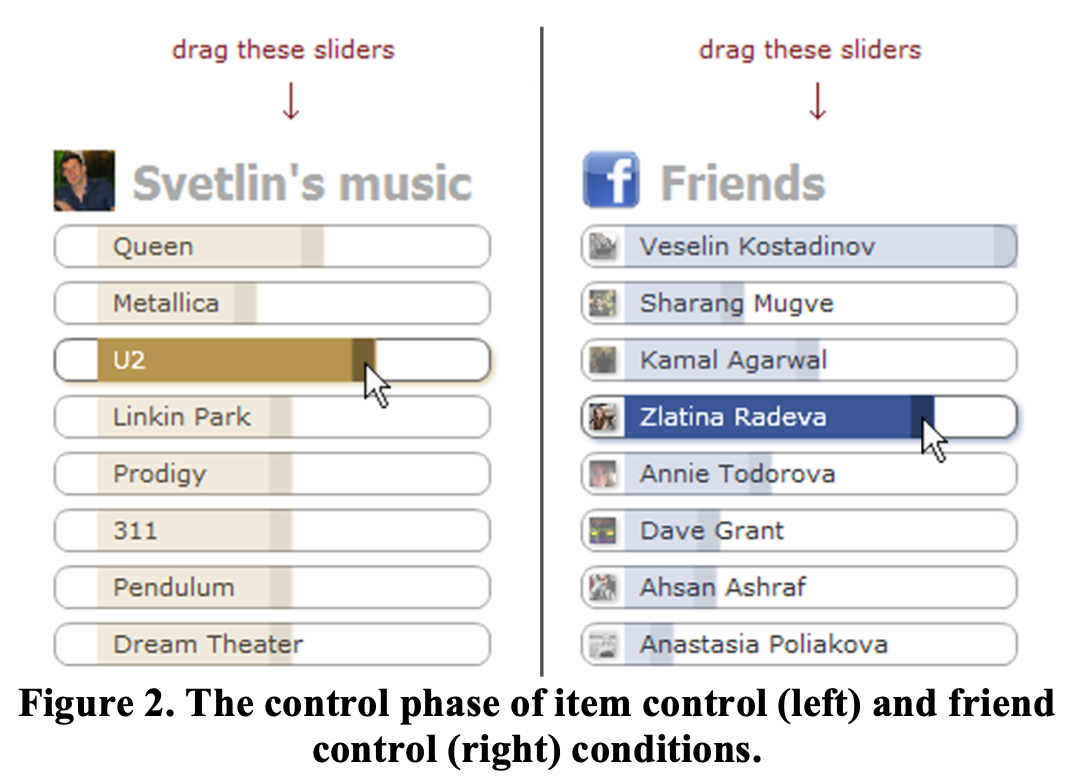 drag these sliders
↓
Svetlin's music
Queen
Metallica
U2
Linkin Park
Prodigy
311
Pendulum
Dream Theater
drag these sliders
↓
f Friends
Veselin Kostadinov
Sharang Mugve
Kamal Agarwal
Zlatina Radeva
Annie Todorova
Dave Grant
Ahsan Ashraf
Anastasia Poliakova
Figure 2. The control phase of item control (left) and friend
control (right) conditions.